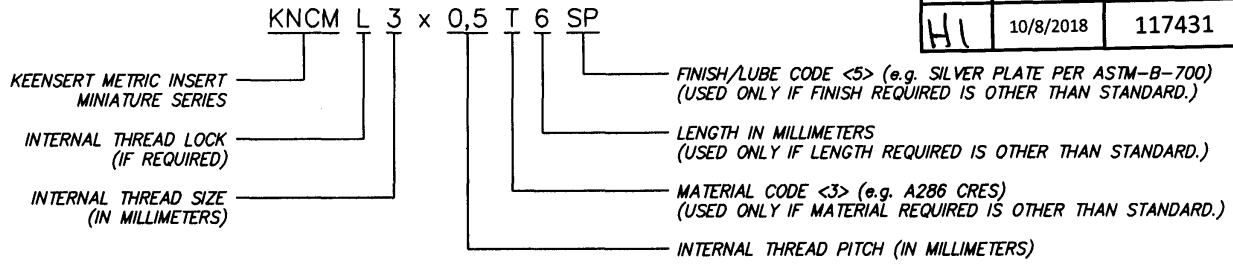 KNCM L 3 x 0,5 T 6 SP
H1 10/8/2018 117431
KEENSERT METRIC INSERT
MINIATURE SERIES
INTERNAL THREAD LOCK
(IF REQUIRED)
INTERNAL THREAD SIZE
(IN MILLIMETERS)
FINISH/LUBE CODE <5> (e.g. SILVER PLATE PER ASTM-B-700)
(USED ONLY IF FINISH REQUIRED IS OTHER THAN STANDARD.)
LENGTH IN MILLIMETERS
(USED ONLY IF LENGTH REQUIRED IS OTHER THAN STANDARD.)
MATERIAL CODE <3> (e.g. A286 CRES)
(USED ONLY IF MATERIAL REQUIRED IS OTHER THAN STANDARD.)
INTERNAL THREAD PITCH (IN MILLIMETERS)